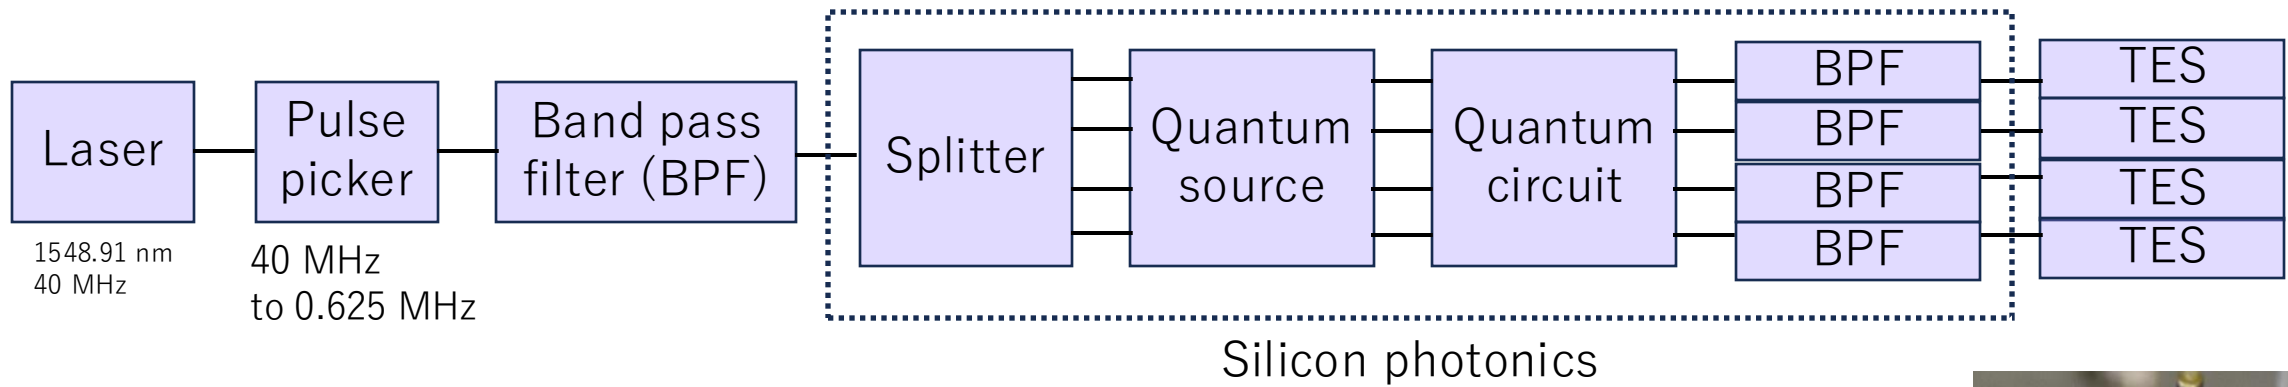 Laser
1548.91 nm
40 MHz
Pulse
picker
40 MHz
to 0.625 MHz
Band pass
filter (BPF)
Splitter
Quantum
source
Quantum
circuit
BPF
BPF
BPF
BPF
TES
TES
TES
TES
Silicon photonics